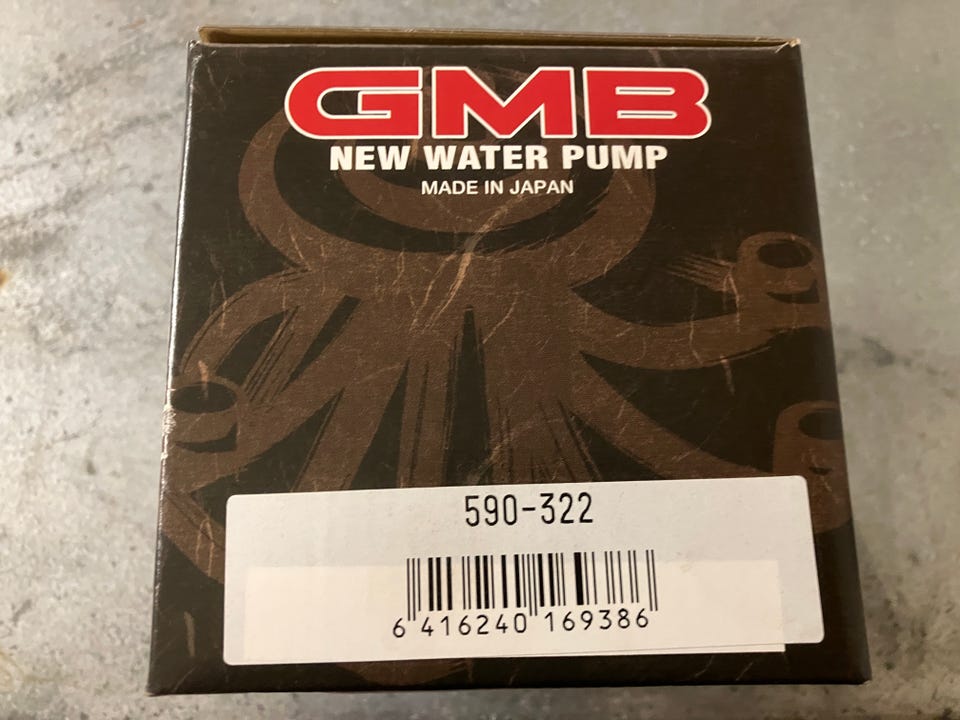 GMB
NEW WATER PUMP
MADE IN JAPAN
590-322
6 416240 169386